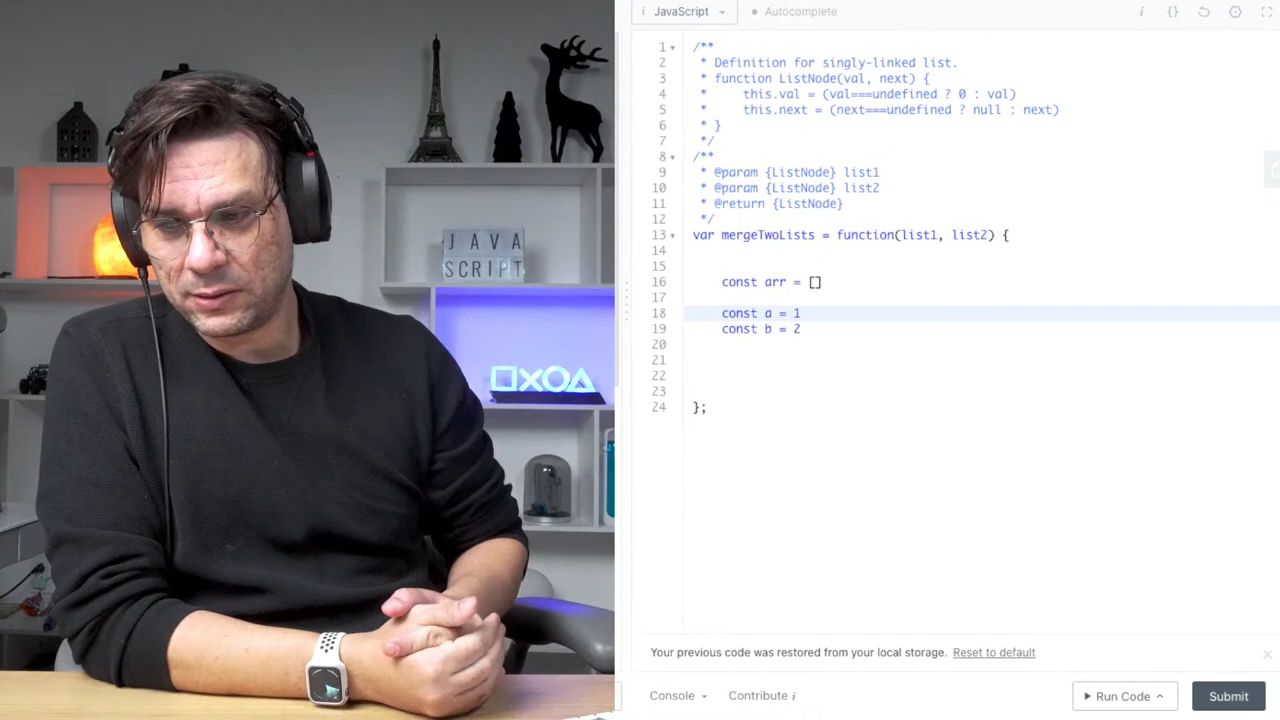 JAVA
SCRIPT
i JavaScript
Autocomplete
i {}
1 /**
2 * Definition for singly-linked list.
3 * function ListNode(val, next) {
4 * this.val = (val===undefined ? 0 : val)
5 * this.next = (next===undefined ? null : next)
6 * }
7 */
8 /**
9 * @param {ListNode} list1
10 * @param {ListNode} list2
11 * @return {ListNode}
12 */
13 var mergeTwoLists = function(list1, list2) {
14
15
16 const arr = []
17
18 const a = 1
19 const b = 2
20
21
22
23
24 };
Your previous code was restored from your local storage. Reset to default
Console
Contribute i
Run Code
Submit